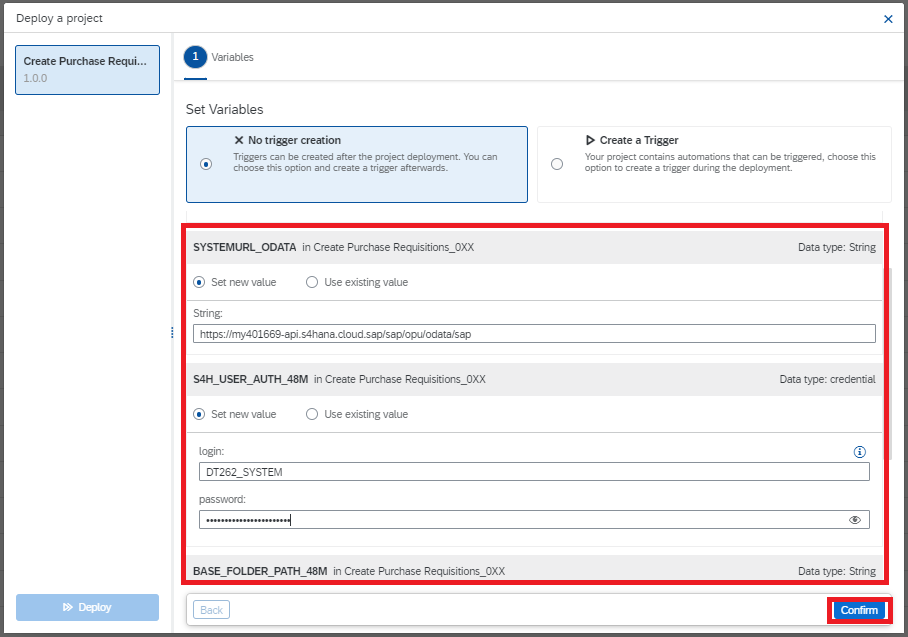 Deploy a project
Create Purchase Requi...
1.0.0
1 Variables
Set Variables
No trigger creation
Triggers can be created after the project deployment. You can
choose this option and create a trigger afterwards.
Create a Trigger
Your project contains automations that can be triggered, choose this
option to create a trigger during the deployment.
SYSTEMURL_ODATA in Create Purchase Requisitions_0XX Data type: String
Set new value Use existing value
String:
https://my401669-api.s4hana.cloud.sap/sap/opu/odata/sap
S4H_USER_AUTH_48M in Create Purchase Requisitions_0XX Data type: credential
Set new value Use existing value
login:
DT262_SYSTEM
password:
BASE_FOLDER_PATH_48M in Create Purchase Requisitions_0XX Data type: String
Deploy
Back
Confirm